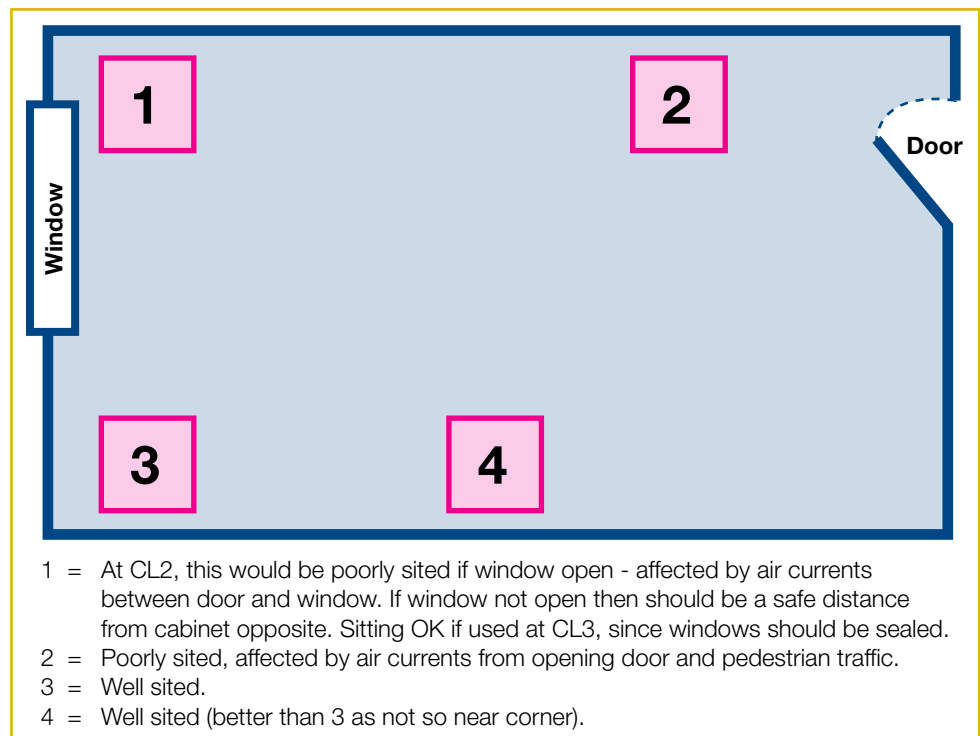 1
2
Door
Window
3
4
1 = At CL2, this would be poorly sited if window open - affected by air currents
between door and window. If window not open then should be a safe distance
from cabinet opposite. Sitting OK if used at CL3, since windows should be sealed.
2 = Poorly sited, affected by air currents from opening door and pedestrian traffic.
3 = Well sited.
4 = Well sited (better than 3 as not so near corner).